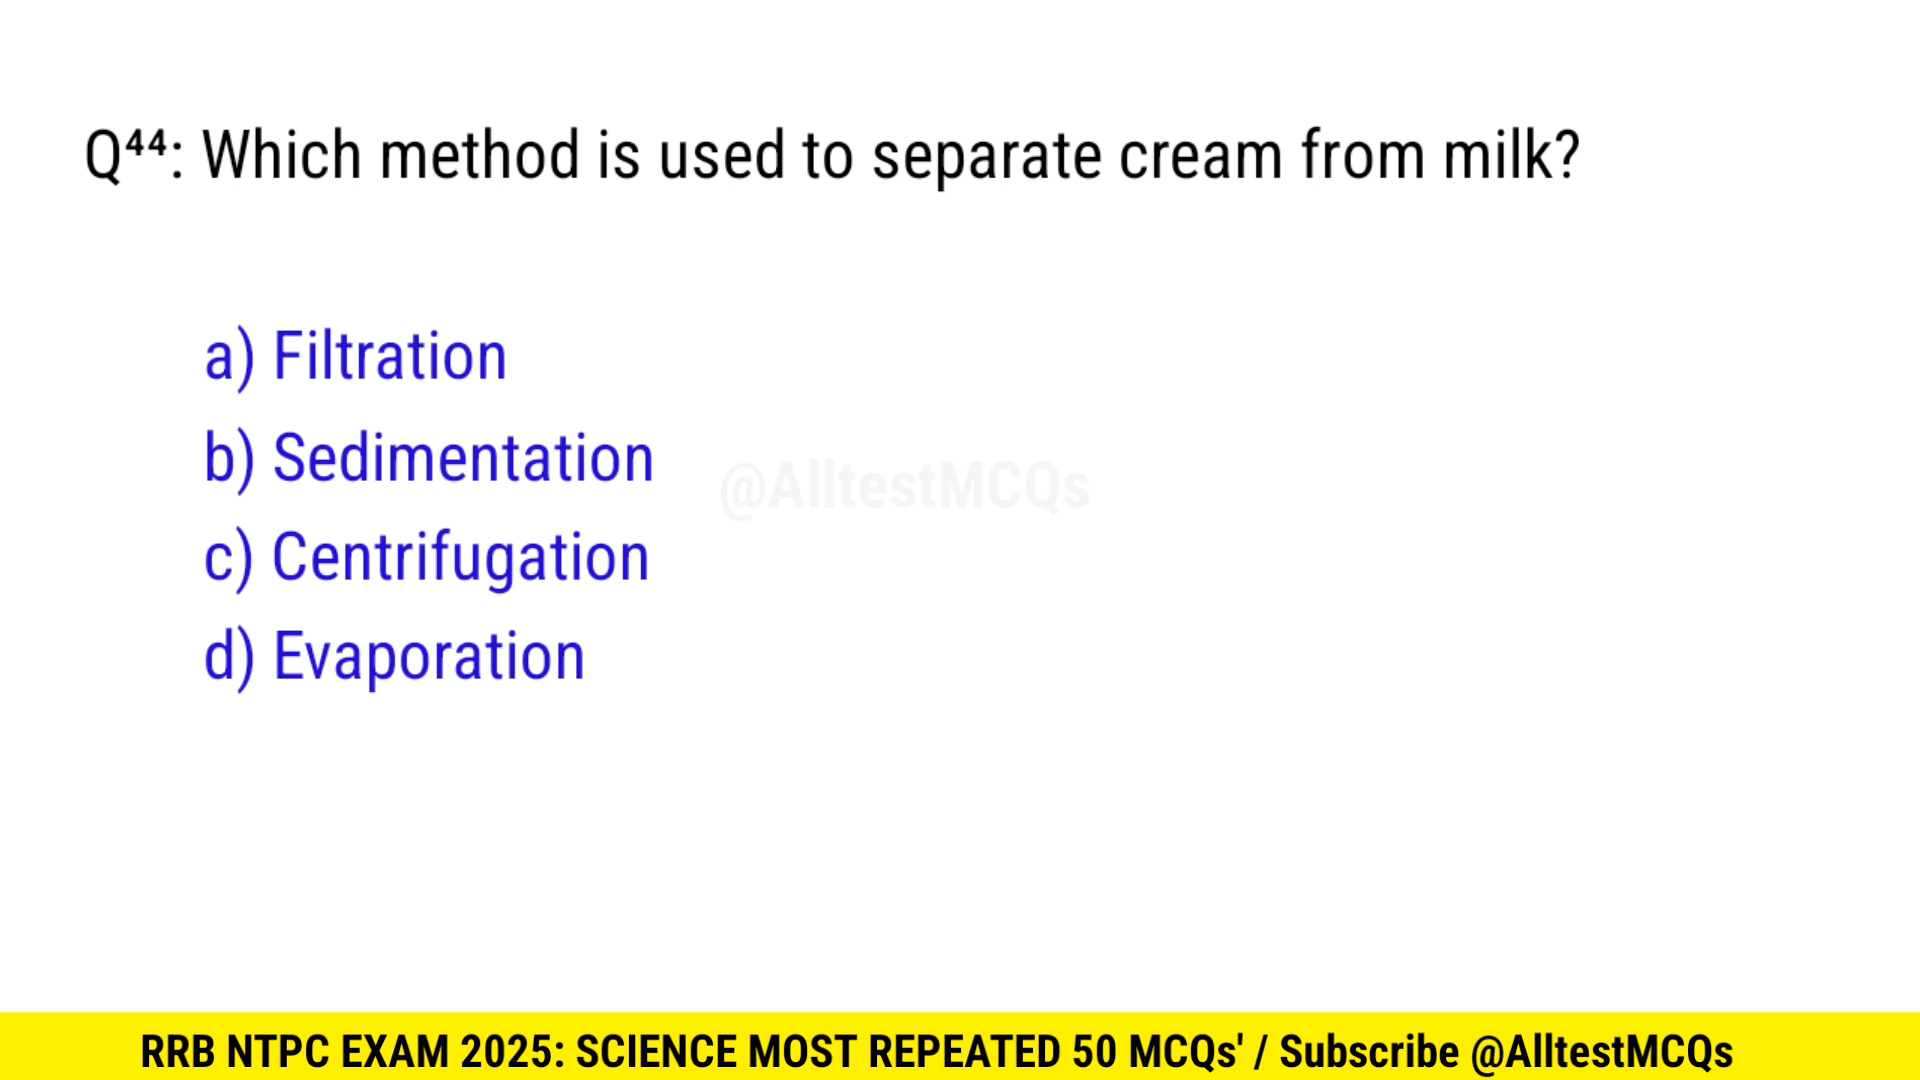 Q⁴⁴: Which method is used to separate cream from milk?
a) Filtration
b) Sedimentation
@AlltestMCQs
c) Centrifugation
d) Evaporation
RRB NTPC EXAM 2025: SCIENCE MOST REPEATED 50 MCQs' / Subscribe @AlltestMCQs